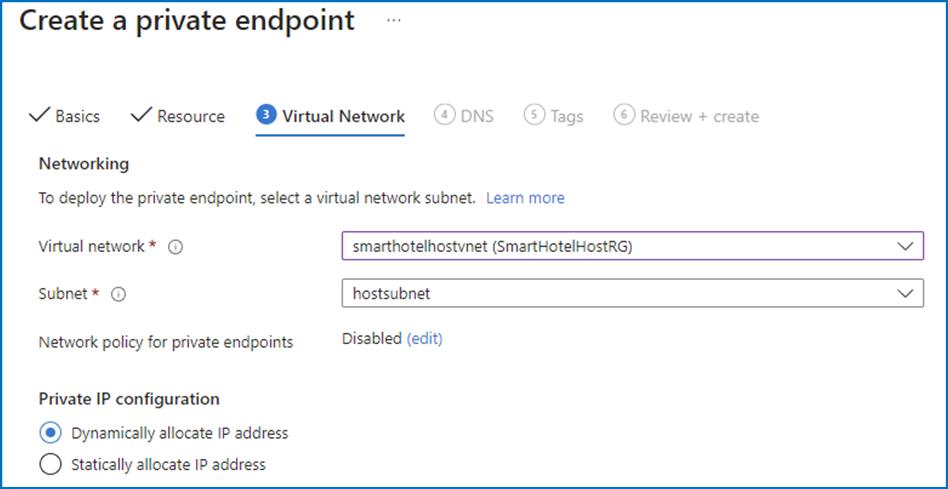 Create a private endpoint ...
Basics Resource 3 Virtual Network 4 DNS 5 Tags 6 Review + create
Networking
To deploy the private endpoint, select a virtual network subnet. Learn more
Virtual network * i smarthotelhostvnet (SmartHotelHostRG)
Subnet * i hostsubnet
Network policy for private endpoints Disabled (edit)
Private IP configuration
Dynamically allocate IP address
Statically allocate IP address